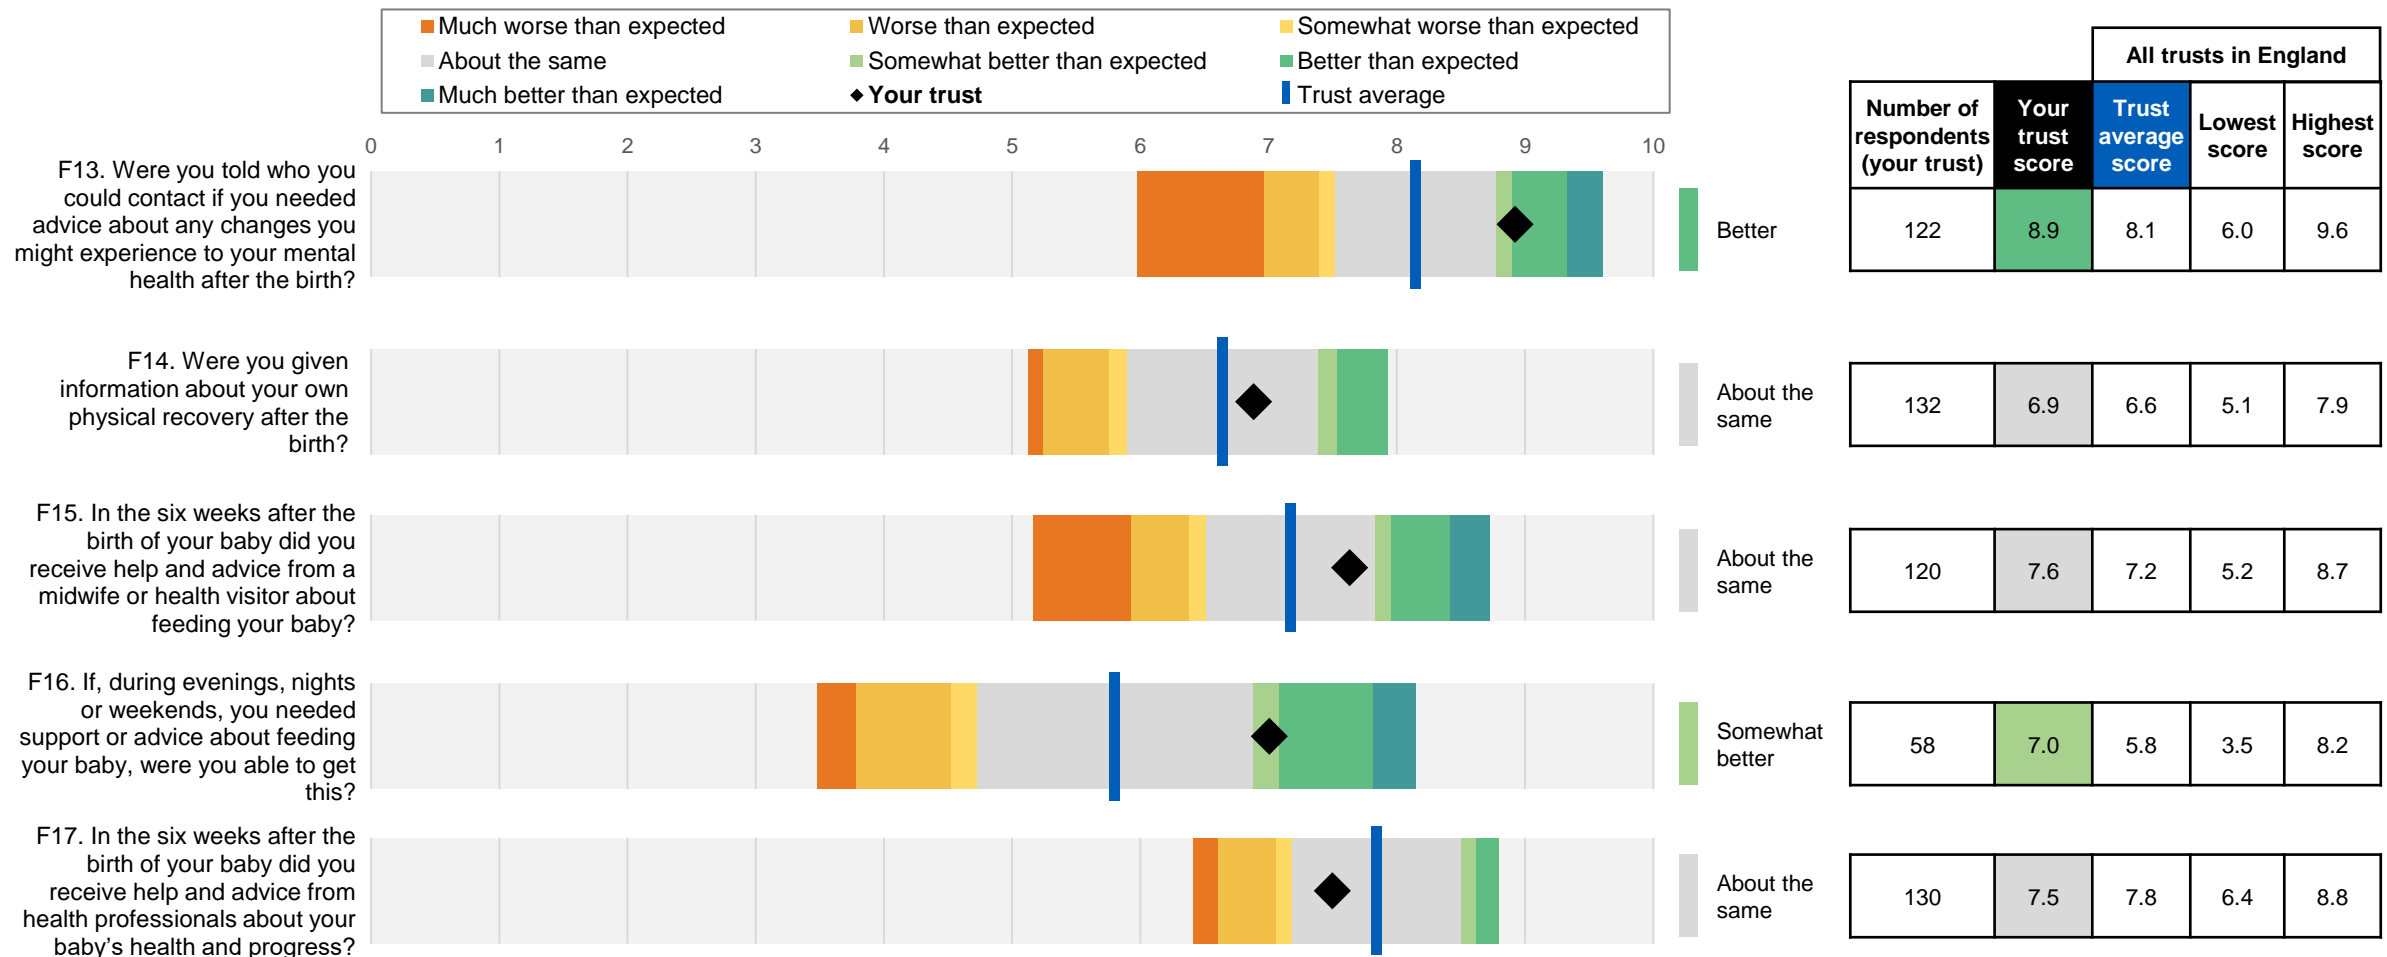 Much worse than expected
Worse than expected
Somewhat worse than expected
About the same
Somewhat better than expected
Better than expected
Much better than expected
Your trust
Trust average
All trusts in England
Number of
respondents
(your trust)
Your
trust
score
Trust
average
score
Lowest
score
Highest
score
0 1 2 3 4 5 6 7 8 9 10
F13. Were you told who you
could contact if you needed
advice about any changes you
might experience to your mental
health after the birth?
Better
122 8.9 8.1 6.0 9.6
F14. Were you given
information about your own
physical recovery after the
birth?
About the
same
132 6.9 6.6 5.1 7.9
F15. In the six weeks after the
birth of your baby did you
receive help and advice from a
midwife or health visitor about
feeding your baby?
About the
same
120 7.6 7.2 5.2 8.7
F16. If, during evenings, nights
or weekends, you needed
support or advice about feeding
your baby, were you able to get
this?
Somewhat
better
58 7.0 5.8 3.5 8.2
F17. In the six weeks after the
birth of your baby did you
receive help and advice from
health professionals about your
baby’s health and progress?
About the
same
130 7.5 7.8 6.4 8.8